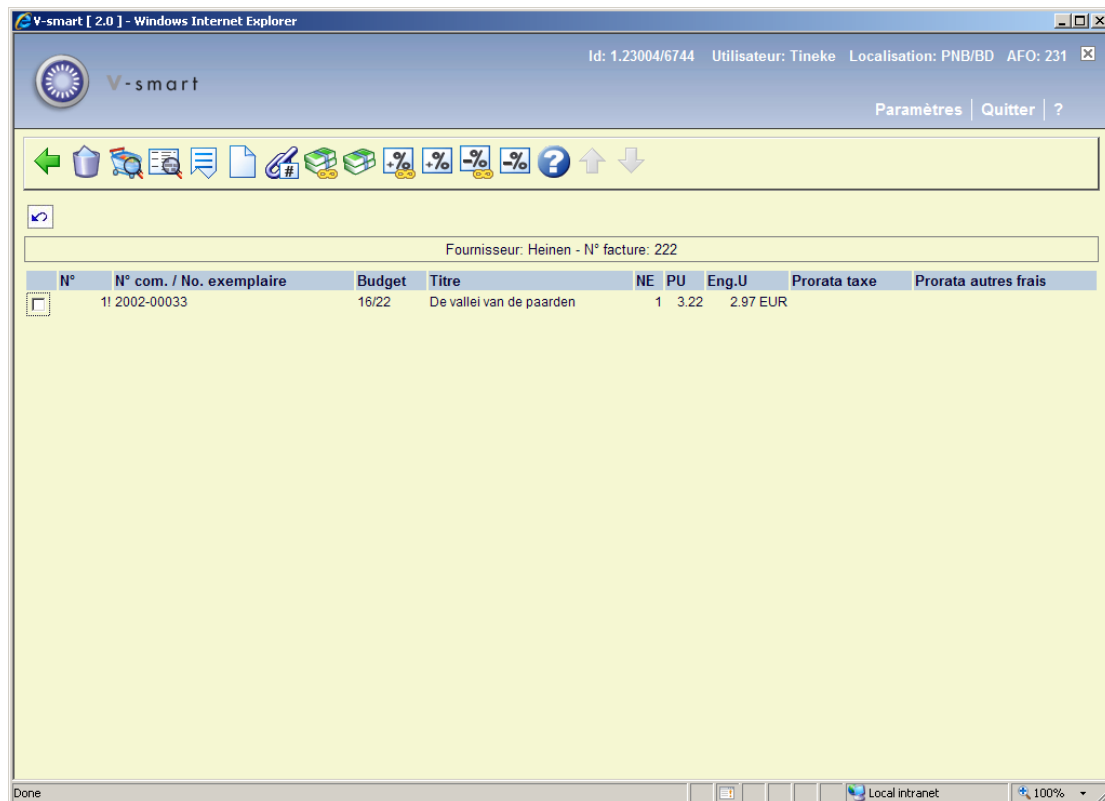 V-smart [ 2.0 ] - Windows Internet Explorer
Id: 1.23004/6744 Utilisateur: Tineke Localisation: PNB/BD AFO: 231
V-smart
Paramètres | Quitter | ?
# +% +% -% -% ?
Fournisseur: Heinen - N° facture: 222
N° N° com. / No. exemplaire Budget Titre NE PU Eng.U Prorata taxe Prorata autres frais
1! 2002-00033 16/22 De vallei van de paarden 1 3.22 2.97 EUR
Done Local intranet 100%